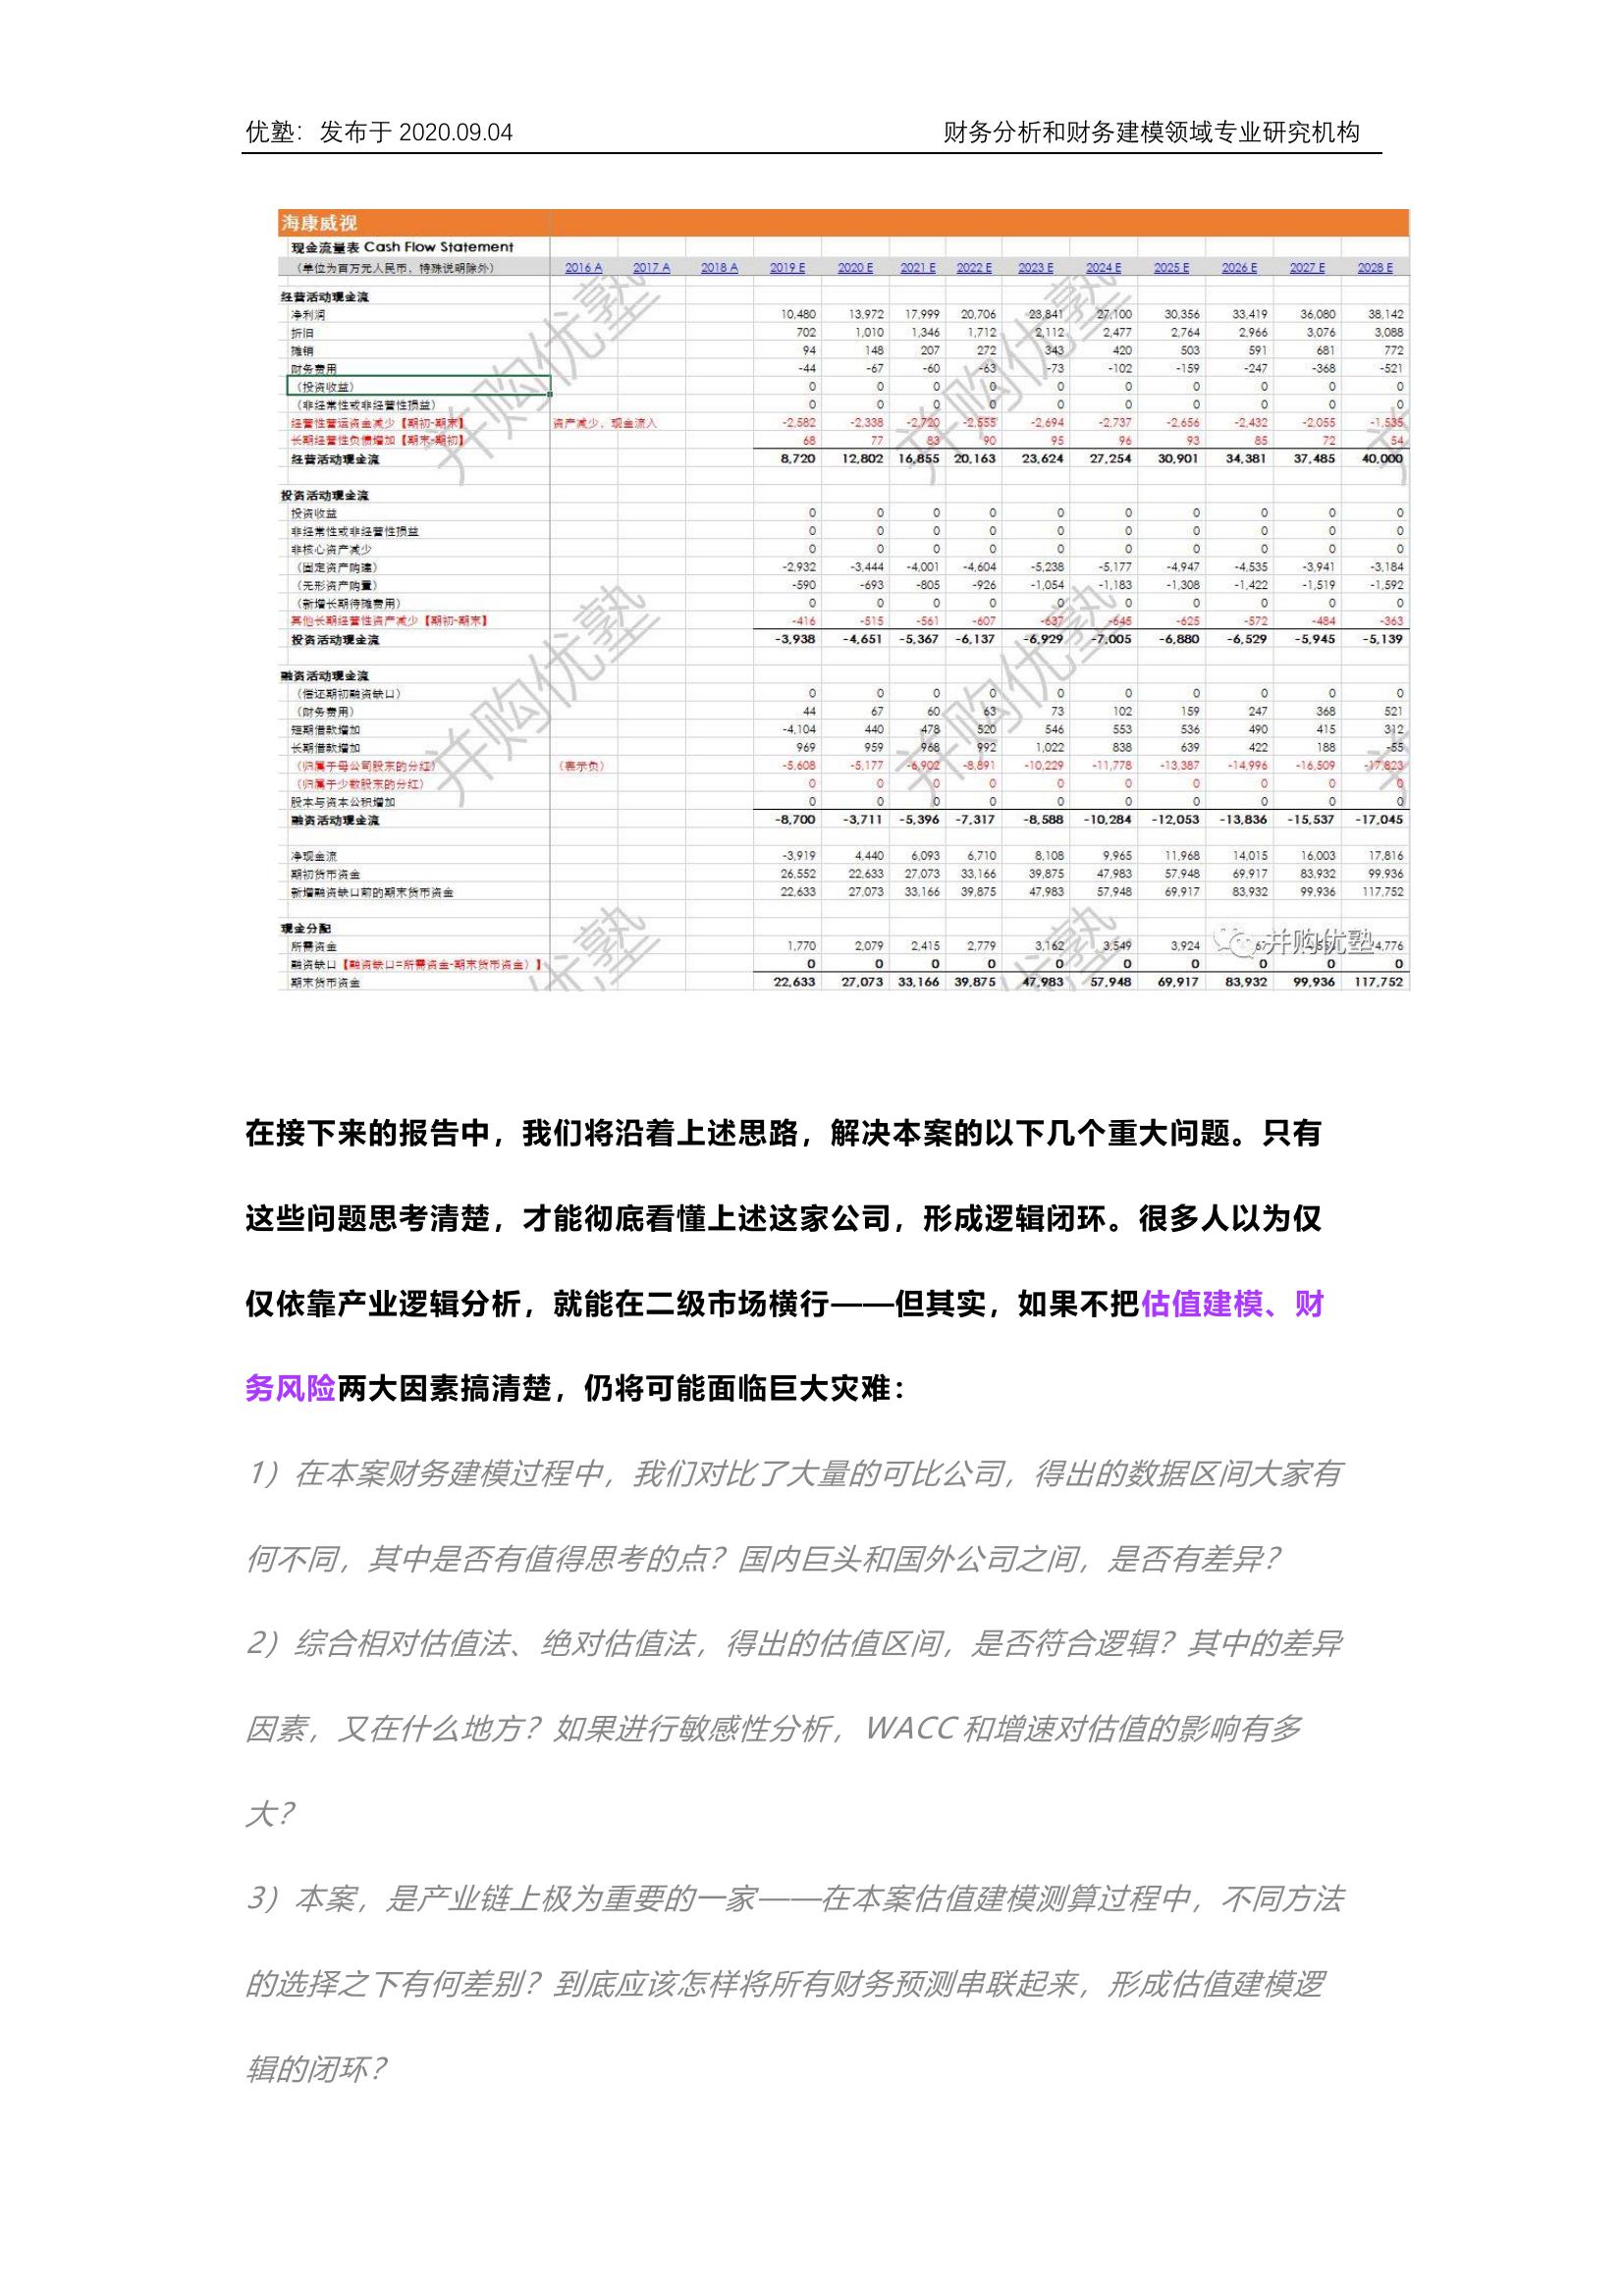 优塾：发布于 2020.09.04 财务分析和财务建模领域专业研究机构
海康威视
现金流量表 Cash Flow Statement
（单位为百万元人民币，特殊说明除外） 2016 A 2017 A 2018 A 2019 E 2020 E 2021 E 2022 E 2023 E 2024 E 2025 E 2026 E 2027 E 2028 E
经营活动现金流
净利润 10,480 13,972 17,999 20,706 23,841 27,100 30,356 33,419 36,080 38,142
折旧 702 1,010 1,346 1,712 2,112 2,477 2,764 2,966 3,076 3,088
摊销 94 148 207 272 343 420 503 591 681 772
财务费用 -44 -67 -60 -63 -73 -102 -159 -247 -368 -521
（投资收益） 0 0 0 0 0 0 0 0 0 0
（非经常性或非经营性损益） 0 0 0 0 0 0 0 0 0 0
经营性营运资金减少【期初-期末】 资产减少，现金流入 -2,582 -2,338 -2,720 -2,555 -2,694 -2,737 -2,656 -2,432 -2,055 -1,535
长期经营性负债增加【期末-期初】 68 77 83 90 95 96 93 85 72 54
经营活动现金流 8,720 12,802 16,855 20,163 23,624 27,254 30,901 34,381 37,485 40,000
投资活动现金流
投资收益 0 0 0 0 0 0 0 0 0 0
非经常性或非经营性损益 0 0 0 0 0 0 0 0 0 0
非核心资产减少 0 0 0 0 0 0 0 0 0 0
（固定资产购建） -2,932 -3,444 -4,001 -4,604 -5,238 -5,177 -4,947 -4,535 -3,941 -3,184
（无形资产购置） -590 -693 -805 -926 -1,054 -1,183 -1,308 -1,422 -1,519 -1,592
（新增长期待摊费用） 0 0 0 0 0 0 0 0 0 0
其他长期经营性资产减少【期初-期末】 -416 -515 -561 -607 -637 -645 -625 -572 -484 -363
投资活动现金流 -3,938 -4,651 -5,367 -6,137 -6,929 -7,005 -6,880 -6,529 -5,945 -5,139
融资活动现金流
（偿还期初融资缺口） 0 0 0 0 0 0 0 0 0 0
（财务费用） 44 67 60 63 73 102 159 247 368 521
短期借款增加 -4,104 440 478 520 546 553 536 490 415 312
长期借款增加 969 959 968 992 1,022 838 639 422 188 -55
（归属于母公司股东的分红） （表示负） -5,608 -5,177 -6,902 -8,891 -10,229 -11,778 -13,387 -14,996 -16,509 -17,823
（归属于少数股东的分红） 0 0 0 0 0 0 0 0 0 0
股本与资本公积增加 0 0 0 0 0 0 0 0 0 0
融资活动现金流 -8,700 -3,711 -5,396 -7,317 -8,588 -10,284 -12,053 -13,836 -15,537 -17,045
净现金流 -3,919 4,440 6,093 6,710 8,108 9,965 11,968 14,015 16,003 17,816
期初货币资金 26,552 22,633 27,073 33,166 39,875 47,983 57,948 69,917 83,932 99,936
新增融资缺口前的期末货币资金 22,633 27,073 33,166 39,875 47,983 57,948 69,917 83,932 99,936 117,752
现金分配
所需资金 1,770 2,079 2,415 2,779 3,162 3,549 3,924 4,776
融资缺口【融资缺口=所需资金-期末货币资金）】 0 0 0 0 0 0 0 0 0 0
期末货币资金 22,633 27,073 33,166 39,875 47,983 57,948 69,917 83,932 99,936 117,752
并购优塾
在接下来的报告中，我们将沿着上述思路，解决本案的以下几个重大问题。只有
这些问题思考清楚，才能彻底看懂上述这家公司，形成逻辑闭环。很多人以为仅
仅依靠产业逻辑分析，就能在二级市场横行——但其实，如果不把估值建模、财
务风险两大因素搞清楚，仍将可能面临巨大灾难：
1）在本案财务建模过程中，我们对比了大量的可比公司，得出的数据区间大家有
何不同，其中是否有值得思考的点？国内巨头和国外公司之间，是否有差异？
2）综合相对估值法、绝对估值法，得出的估值区间，是否符合逻辑？其中的差异
因素，又在什么地方？如果进行敏感性分析，WACC 和增速对估值的影响有多
大？
3）本案，是产业链上极为重要的一家——在本案估值建模测算过程中，不同方法
的选择之下有何差别？到底应该怎样将所有财务预测串联起来，形成估值建模逻
辑的闭环？